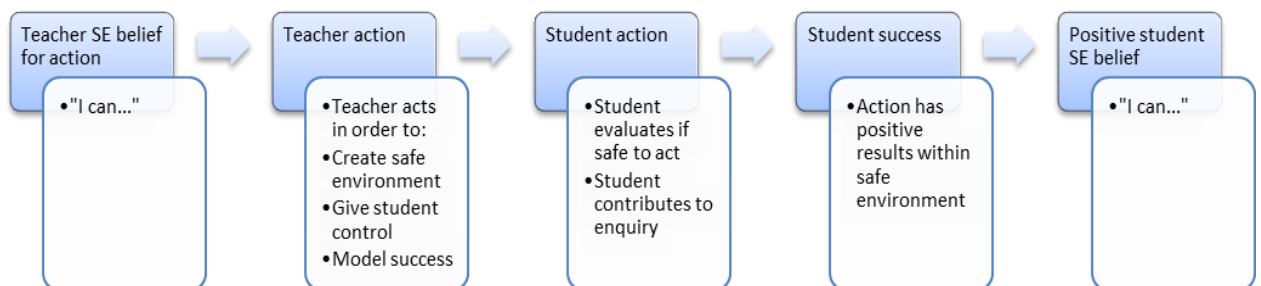 Teacher SE belief
for action
•"I can..."
Teacher action
•Teacher acts
in order to:
•Create safe
environment
•Give student
control
•Model success
Student action
•Student
evaluates if
safe to act
•Student
contributes to
enquiry
Student success
•Action has
positive
results within
safe
environment
Positive student
SE belief
•"I can..."